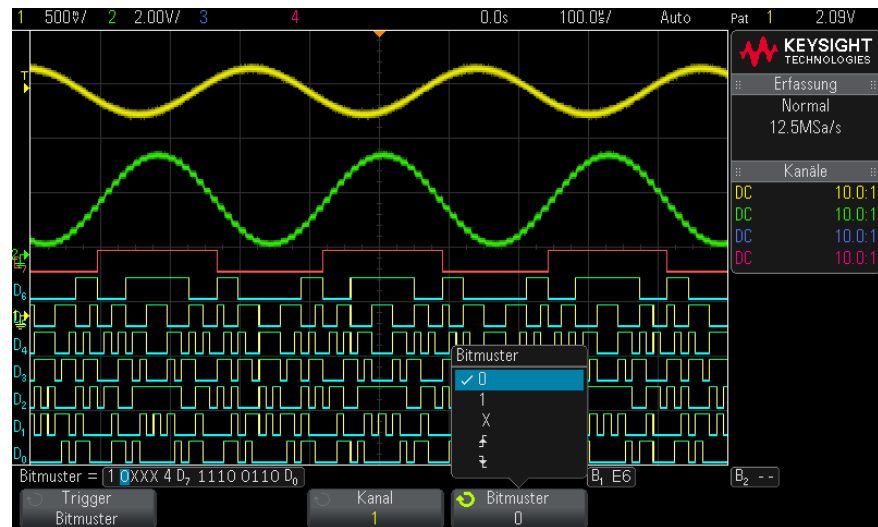 1 500▿/ 2 2.00V/ 3 4 0.0s 100.0▿/ Auto Pat 1 2.09V
KEYSIGHT
TECHNOLOGIES
Erfassung
Normal
12.5MSa/s
Kanäle
DC 10.0:1
DC 10.0:1
DC 10.0:1
DC 10.0:1
T
2
D6
D4
D3
D2
D1
D0
Bitmuster
✓ 0
1
X
Bitmuster = 1 0XXX 4 D7 1110 0110 D0
B1 E6
B2 --
Trigger
Bitmuster
Kanal
1
Bitmuster
0